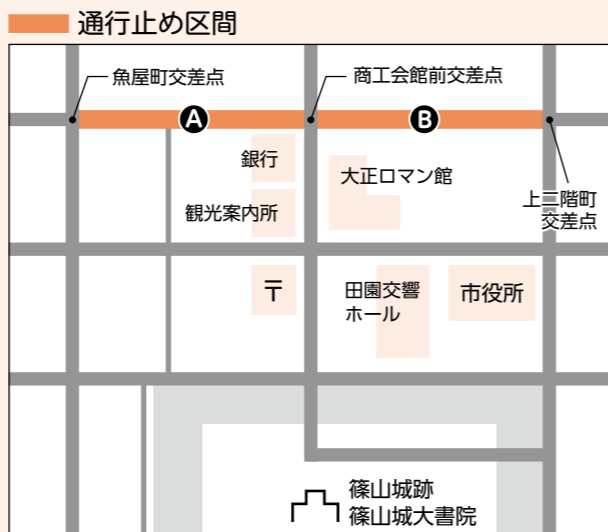 通行止め区間
魚屋町交差点
商工会館前交差点
A
B
銀行
大正ロマン館
観光案内所
上二階町
交差点
〒
田園交響
ホール
市役所
篠山城跡
篠山城大書院